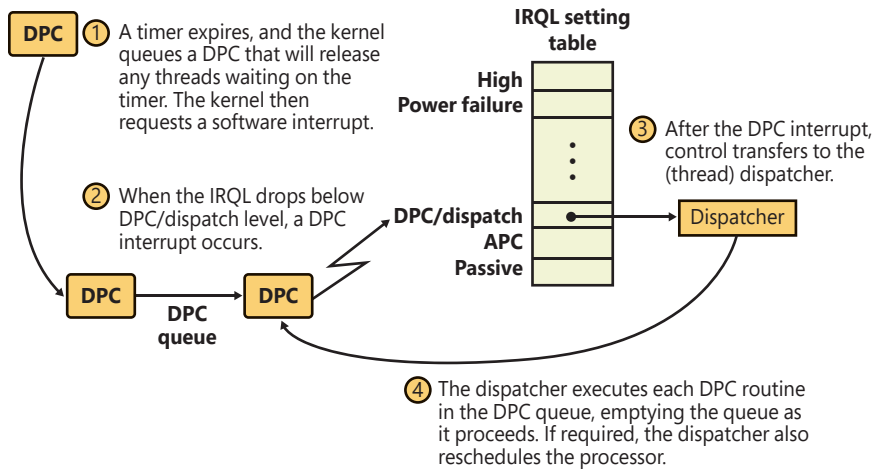 DPC
1 A timer expires, and the kernel
queues a DPC that will release
any threads waiting on the
timer. The kernel then
requests a software interrupt.
IRQL setting
table
High
Power failure
3 After the DPC interrupt,
control transfers to the
(thread) dispatcher.
2 When the IRQL drops below
DPC/dispatch level, a DPC
interrupt occurs.
DPC/dispatch
APC
Passive
Dispatcher
DPC
DPC
queue
DPC
4 The dispatcher executes each DPC routine
in the DPC queue, emptying the queue as
it proceeds. If required, the dispatcher also
reschedules the processor.